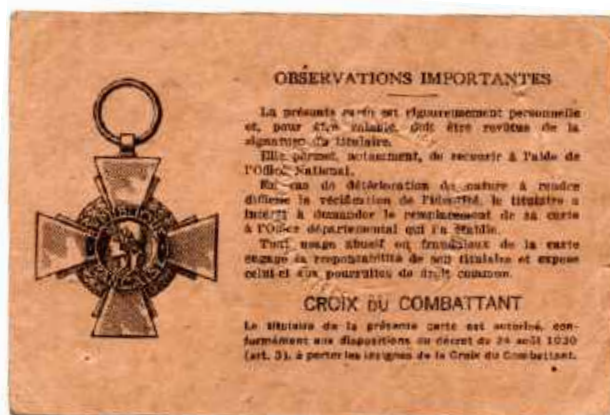 OBSERVATIONS IMPORTANTES
La présente carte est rigoureusement personnelle
et, pour être valable, doit être revêtue de la
signature du titulaire.
Elle permet, notamment, de recourir à l'aide de
l'Office National.
En cas de détérioration de nature à rendre
difficile la vérification de l'identité, le titulaire a
intérêt à demander le remplacement de sa carte
à l'Office départemental qui l'a établie.
Tout usage abusif ou frauduleux de la carte
engage la responsabilité de son titulaire et expose
celui-ci aux poursuites de droit commun.
CROIX DU COMBATTANT
Le titulaire de la présente carte est autorisé, con-
formément aux dispositions du décret du 24 août 1930
(art. 3), à porter les insignes de la Croix du Combattant.